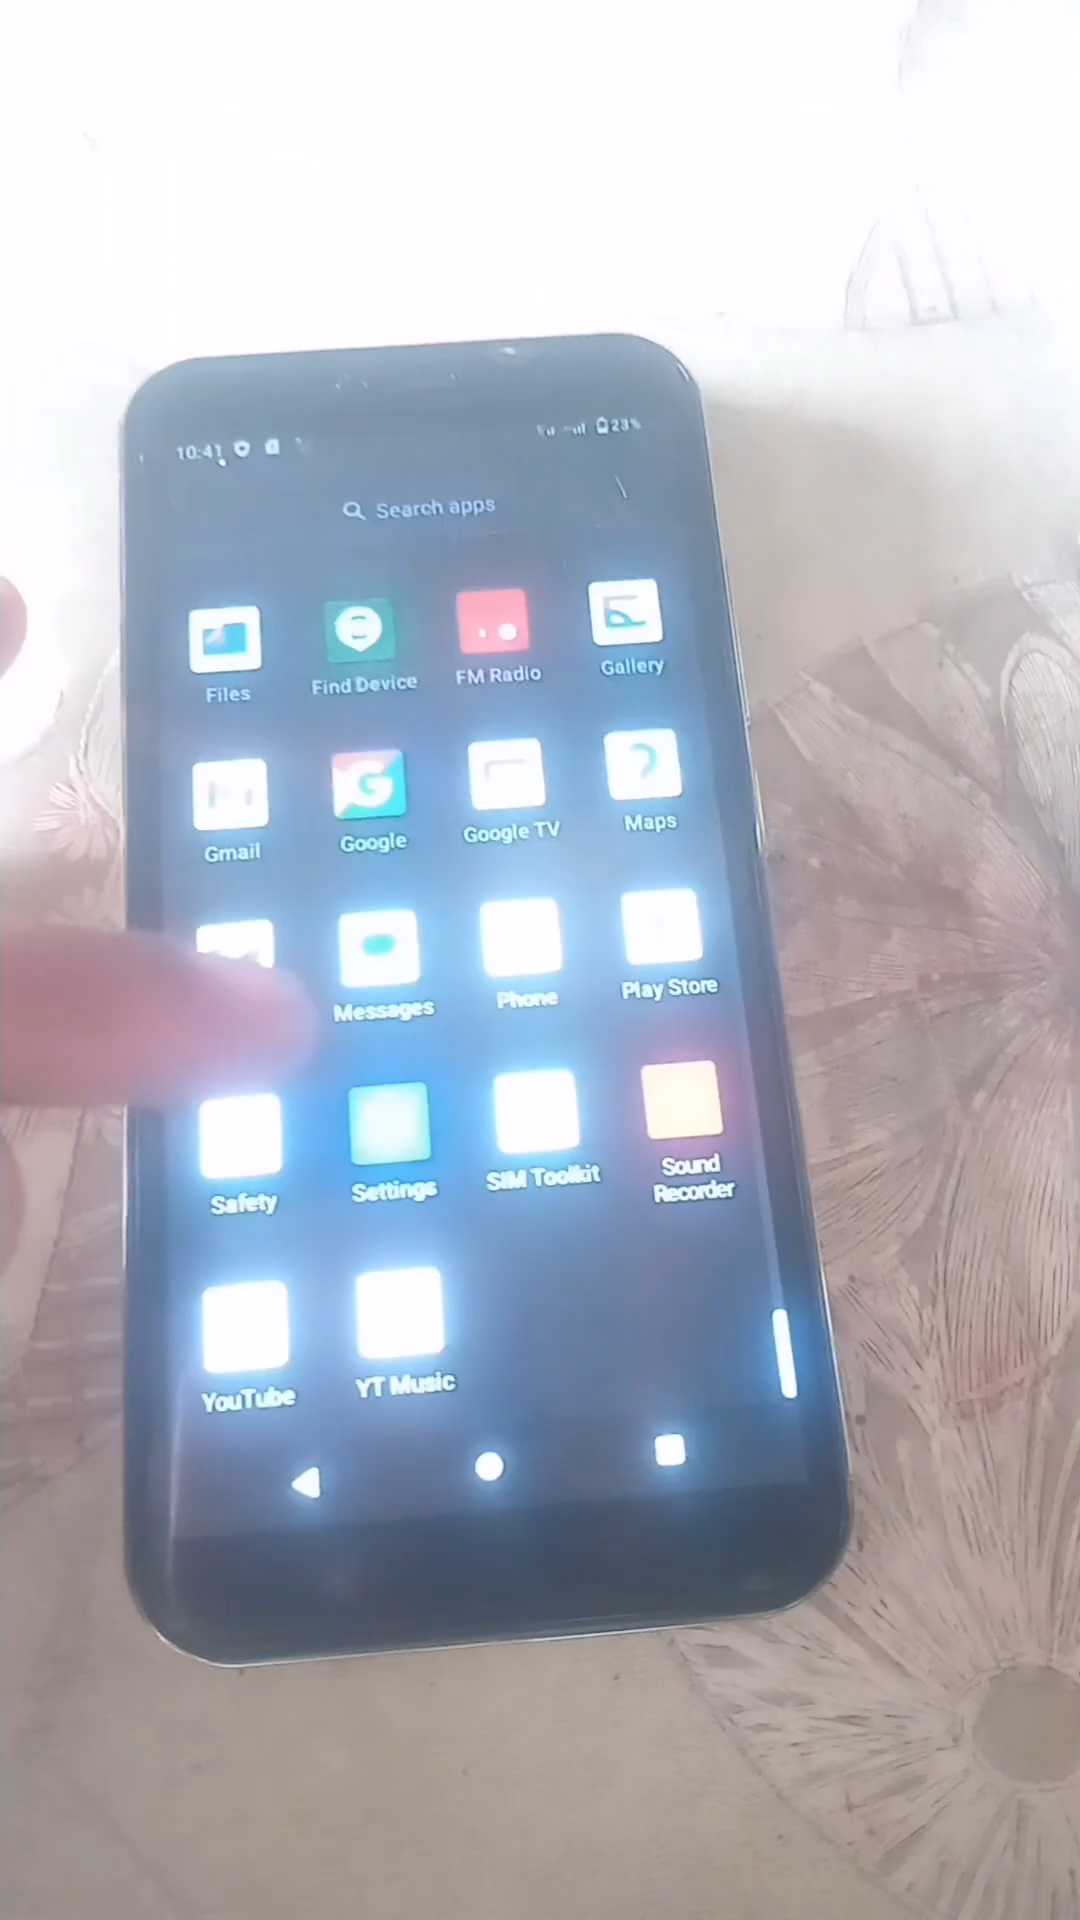 10:41 23%
Search apps
Files Find Device FM Radio Gallery
Gmail Google Google TV Maps
Messages Phone Play Store
Safety Settings SIM Toolkit Sound
Recorder
YouTube YT Music